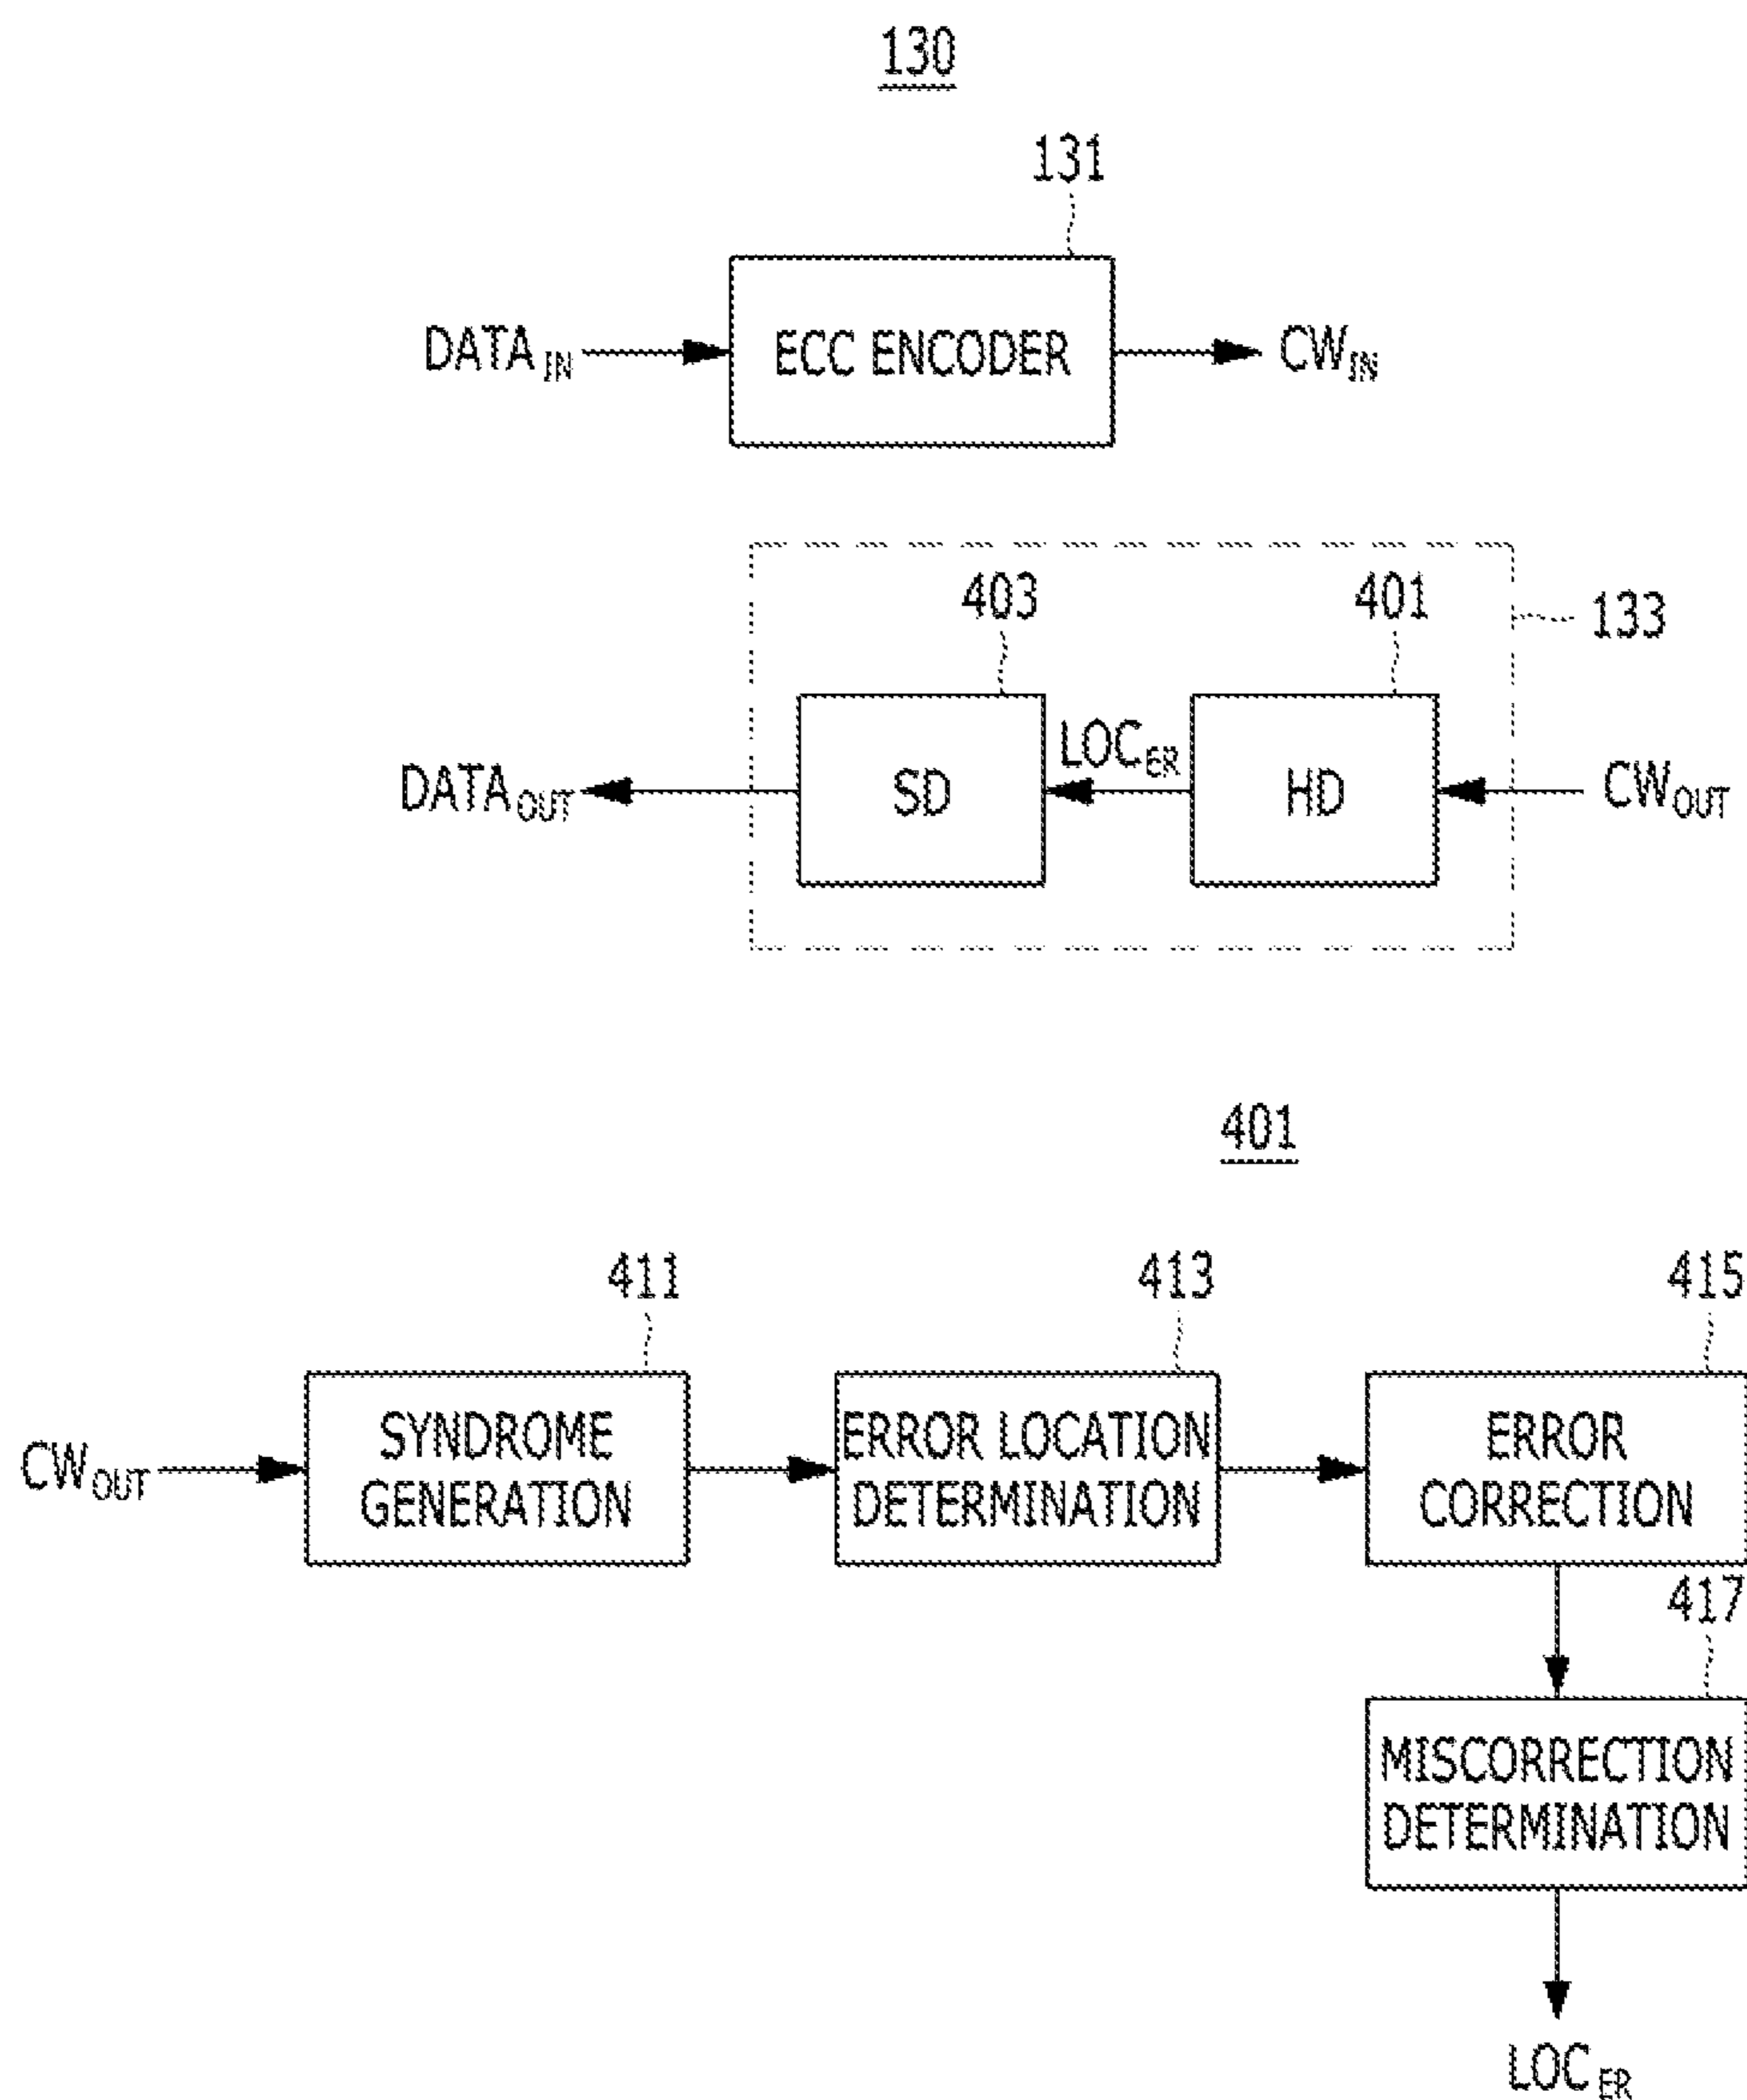 130
131
DATA IN
ECC ENCODER
CW IN
403
401
133
DATA OUT
SD
LOC ER
HD
CW OUT
401
411
413
415
CW OUT
SYNDROME
GENERATION
ERROR LOCATION
DETERMINATION
ERROR
CORRECTION
417
MISCORRECTION
DETERMINATION
LOC ER